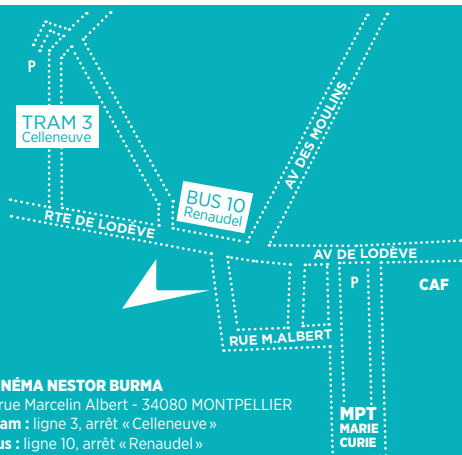 P
TRAM 3
Celleneuve
AV DES MOULINS
BUS 10
Renaudel
RTE DE LODÈVE
AV DE LODÈVE
P
CAF
RUE M.ALBERT
NÉMA NESTOR BURMA
rue Marcelin Albert - 34080 MONTPELLIER
am : ligne 3, arrêt « Celleneuve »
us : ligne 10, arrêt « Renaudel »
MPT
MARIE
CURIE